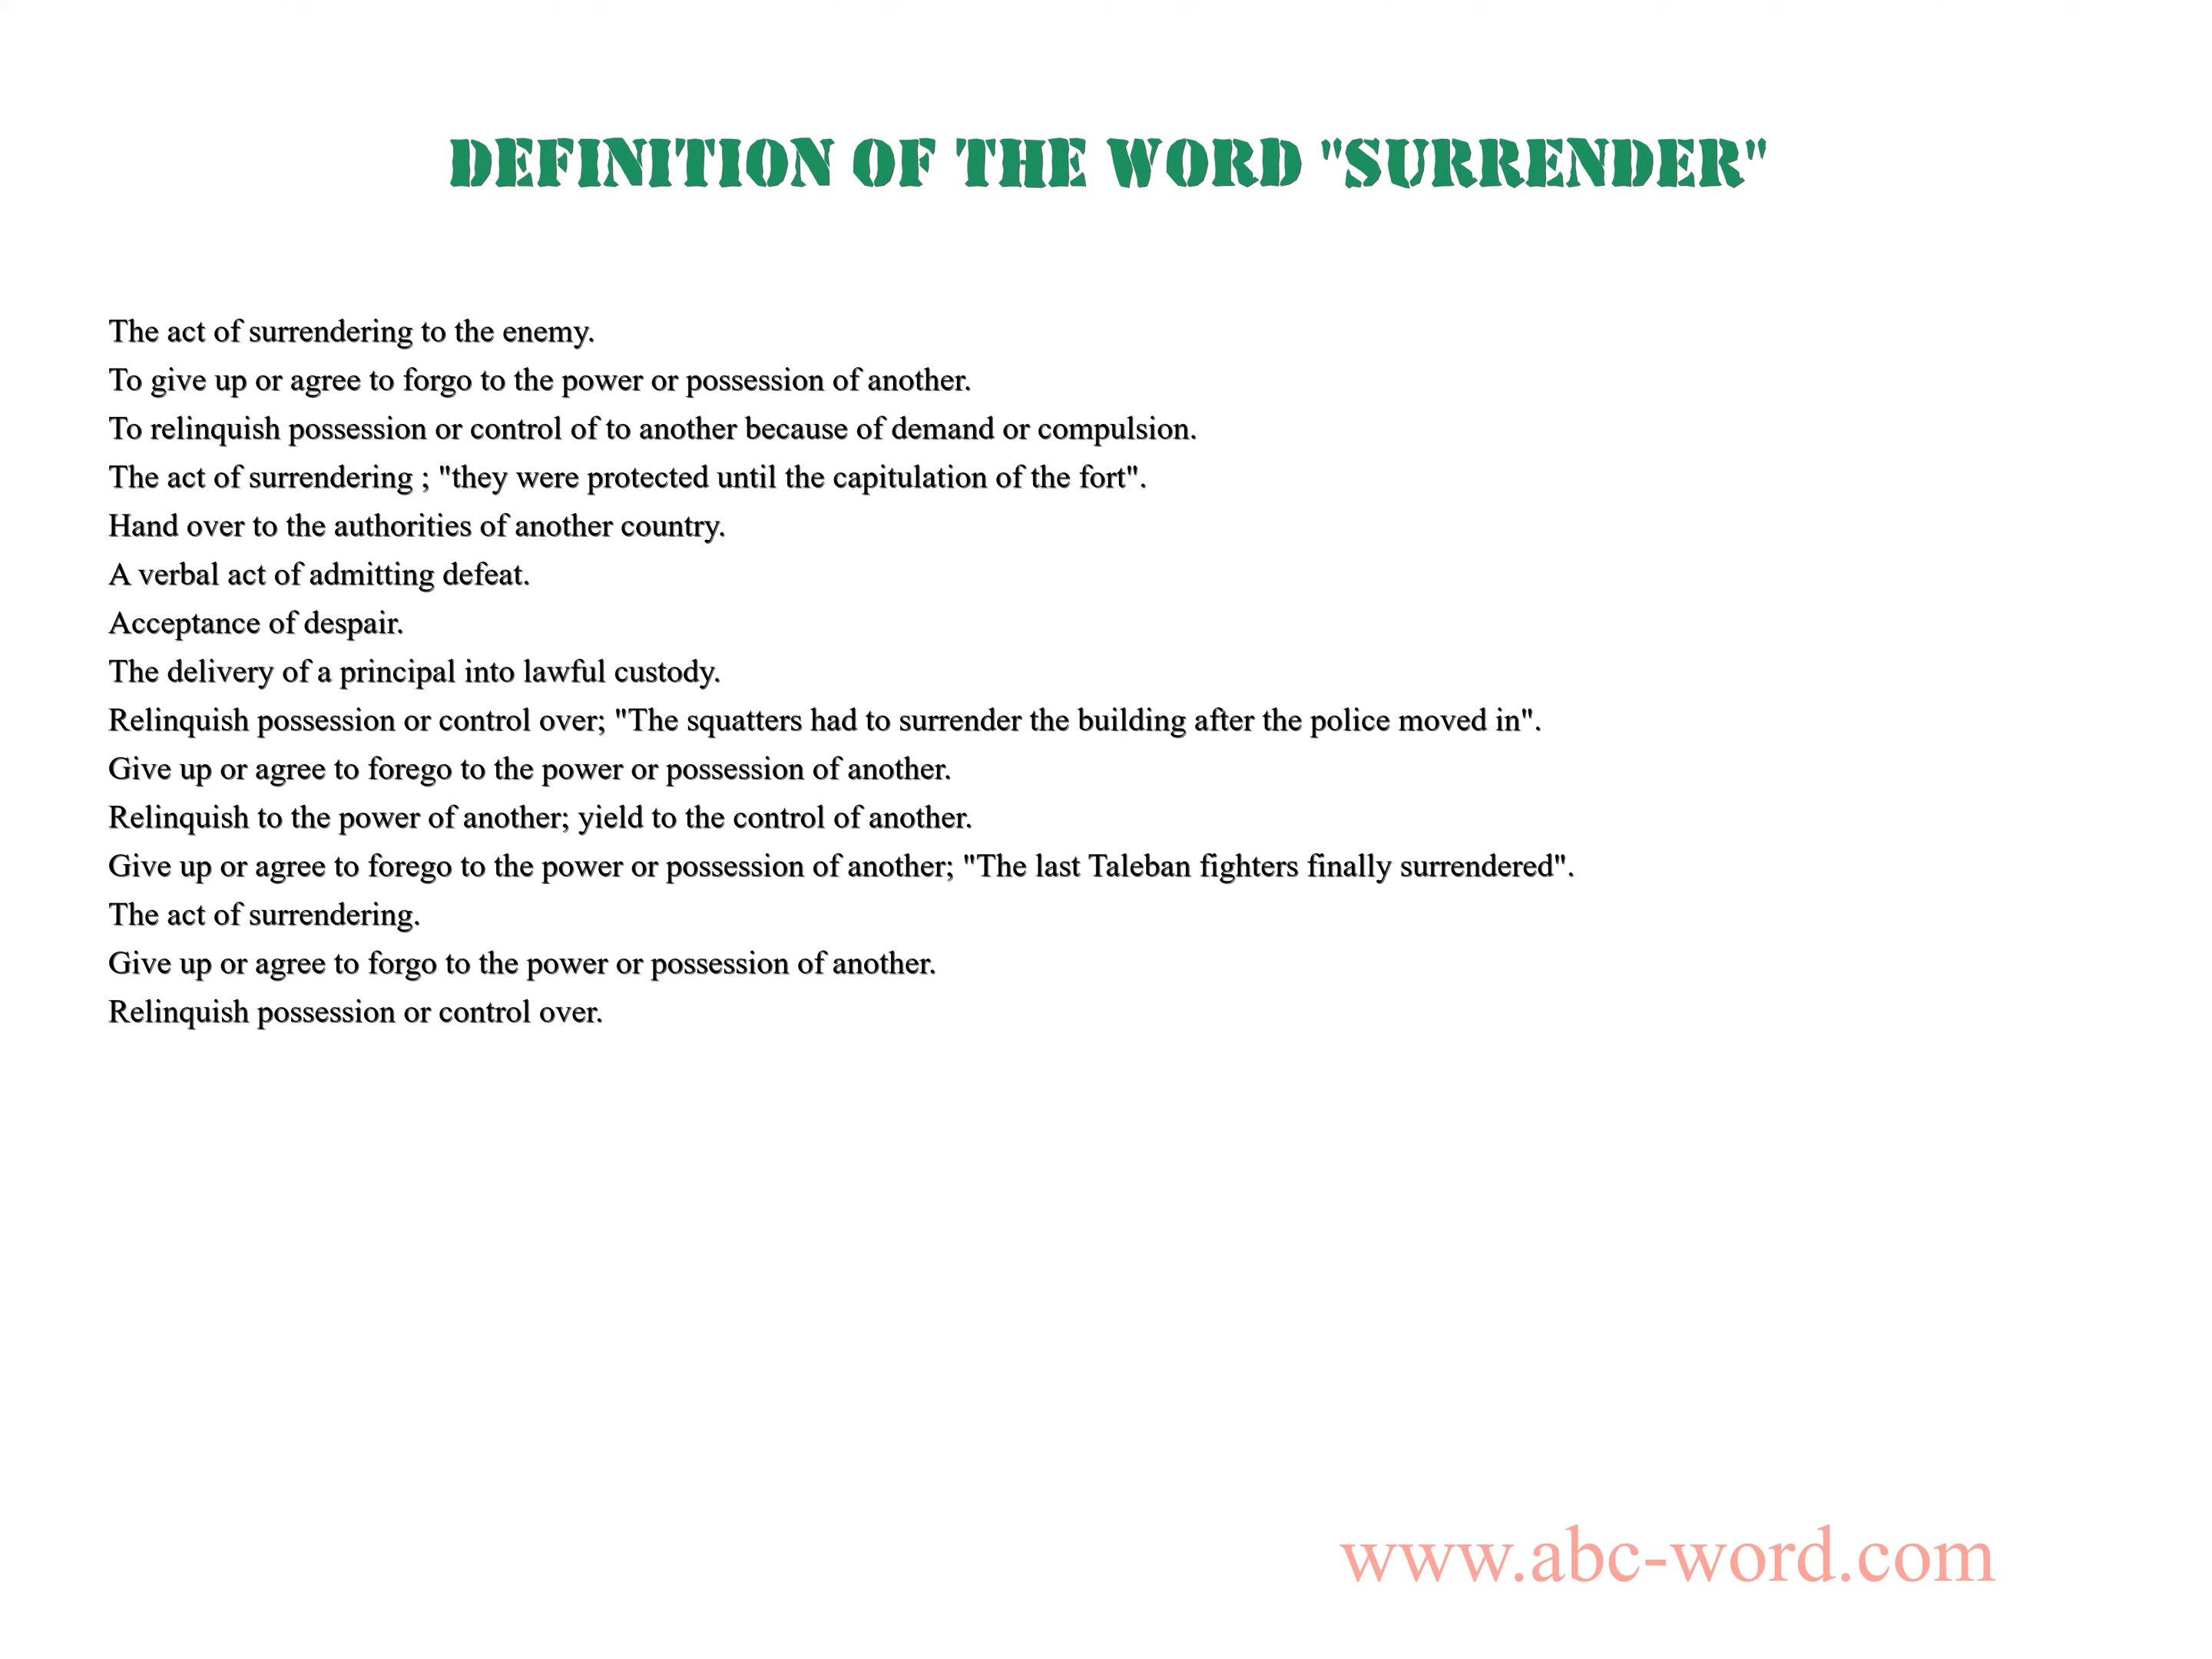 DEFINITION OF THE WORD "SURRENDER"
The act of surrendering to the enemy.
To give up or agree to forgo to the power or possession of another.
To relinquish possession or control of to another because of demand or compulsion.
The act of surrendering ; "they were protected until the capitulation of the fort".
Hand over to the authorities of another country.
A verbal act of admitting defeat.
Acceptance of despair.
The delivery of a principal into lawful custody.
Relinquish possession or control over; "The squatters had to surrender the building after the police moved in".
Give up or agree to forego to the power or possession of another.
Relinquish to the power of another; yield to the control of another.
Give up or agree to forego to the power or possession of another; "The last Taleban fighters finally surrendered".
The act of surrendering.
Give up or agree to forgo to the power or possession of another.
Relinquish possession or control over.
www.abc-word.com